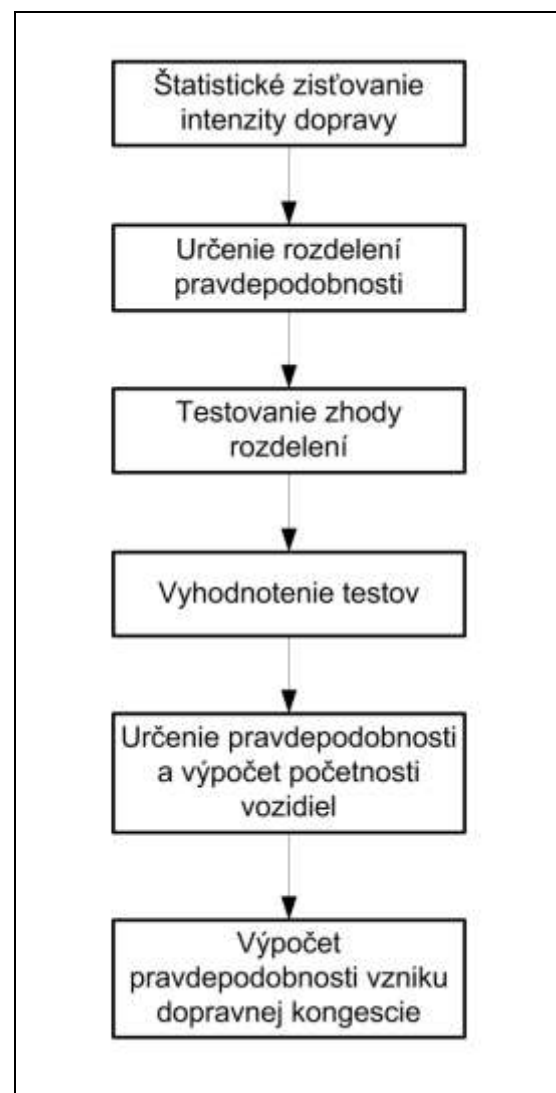 Štatistické zisťovanie
intenzity dopravy
Určenie rozdelení
pravdepodobnosti
Testovanie zhody
rozdelení
Vyhodnotenie testov
Určenie pravdepodobnosti
a výpočet početnosti
vozidiel
Výpočet
pravdepodobnosti vzniku
dopravnej kongescie